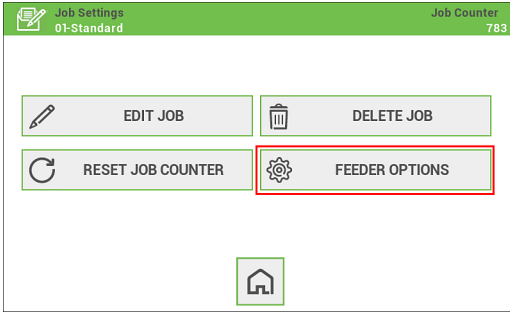 Job Settings
Job Counter
01-Standard
783
EDIT JOB
DELETE JOB
RESET JOB COUNTER
FEEDER OPTIONS